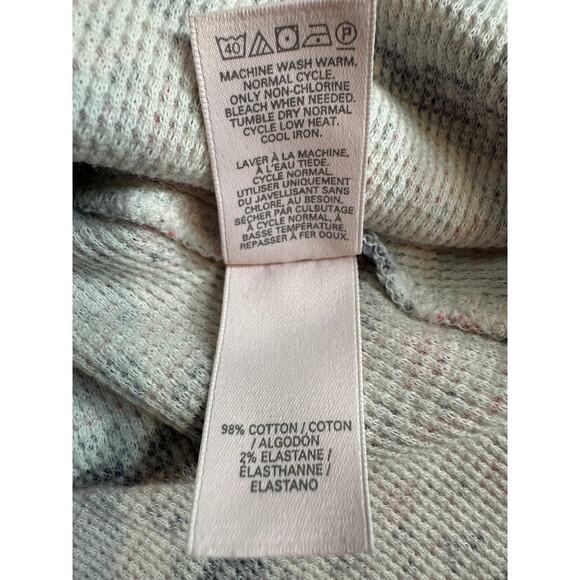 40 P
MACHINE WASH WARM,
NORMAL CYCLE.
ONLY NON-CHLORINE
BLEACH WHEN NEEDED.
TUMBLE DRY NORMAL
CYCLE LOW HEAT.
COOL IRON.
LAVER À LA MACHINE,
À L'EAU TIÈDE.
CYCLE NORMAL.
UTILISER UNIQUEMENT
DU JAVELLISANT SANS
CHLORE, AU BESOIN.
SÉCHER PAR CULBUTAGE
À CYCLE NORMAL, À
BASSE TEMPÉRATURE,
REPASSER À FER DOUX.
98% COTTON / COTON
/ ALGODÓN
2% ELASTANE /
ÉLASTHANNE /
ELASTANO